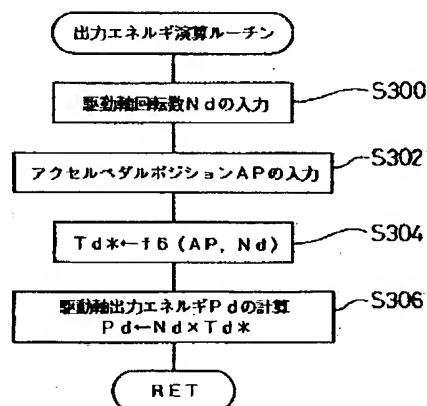 出力エネルギ演算ルーチン
駆動軸回転数Ndの入力
S300
アクセルペダルポジションAPの入力
S302
Td*←f6(AP, Nd)
S304
駆動軸出力エネルギPdの計算
Pd←Nd×Td*
S306
RET